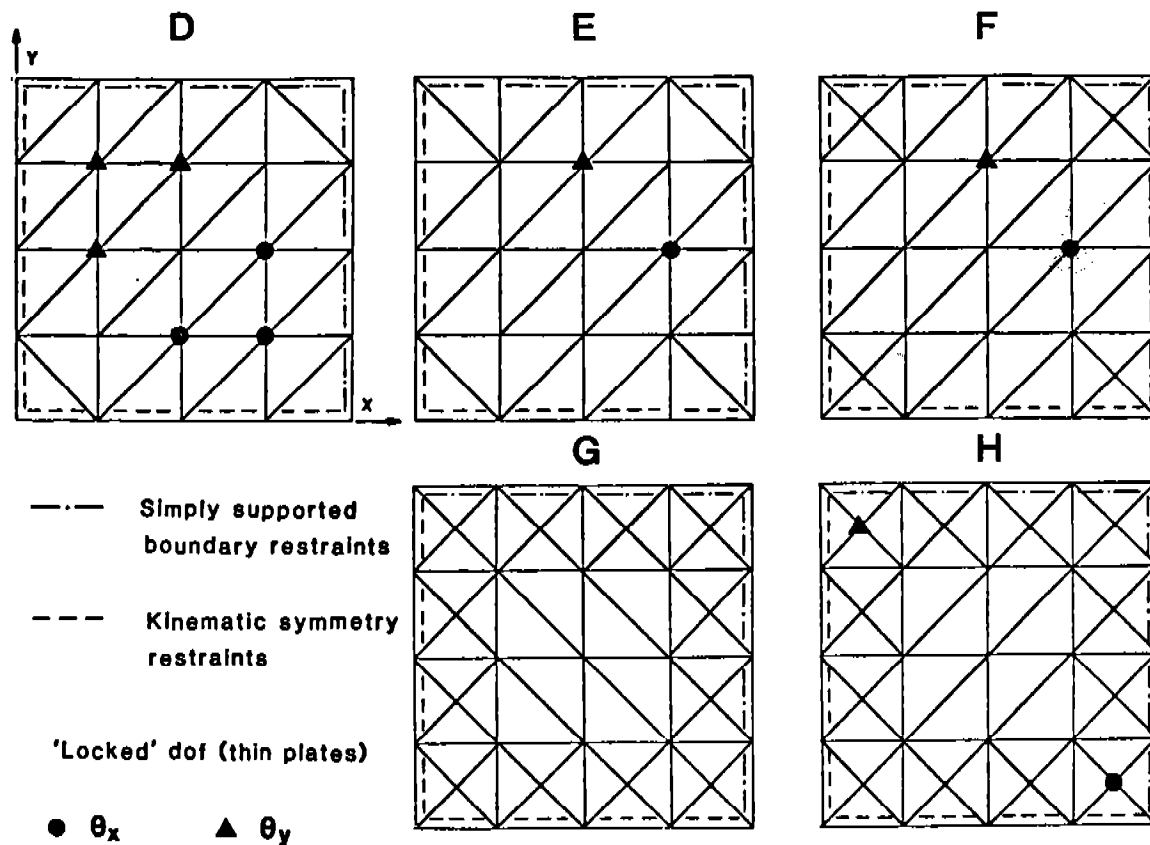 D E F
Y
X
G H
Simply supported
boundary restraints
Kinematic symmetry
restraints
'Locked' dof (thin plates)
θx θy